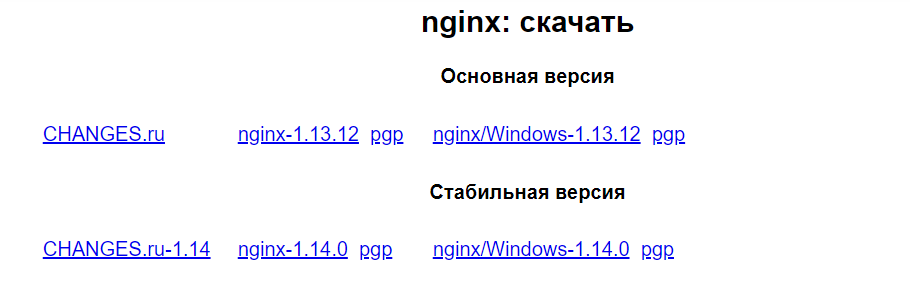 nginx: скачать
Основная версия
CHANGES.ru nginx-1.13.12 pgp nginx/Windows-1.13.12 pgp
Стабильная версия
CHANGES.ru-1.14 nginx-1.14.0 pgp nginx/Windows-1.14.0 pgp